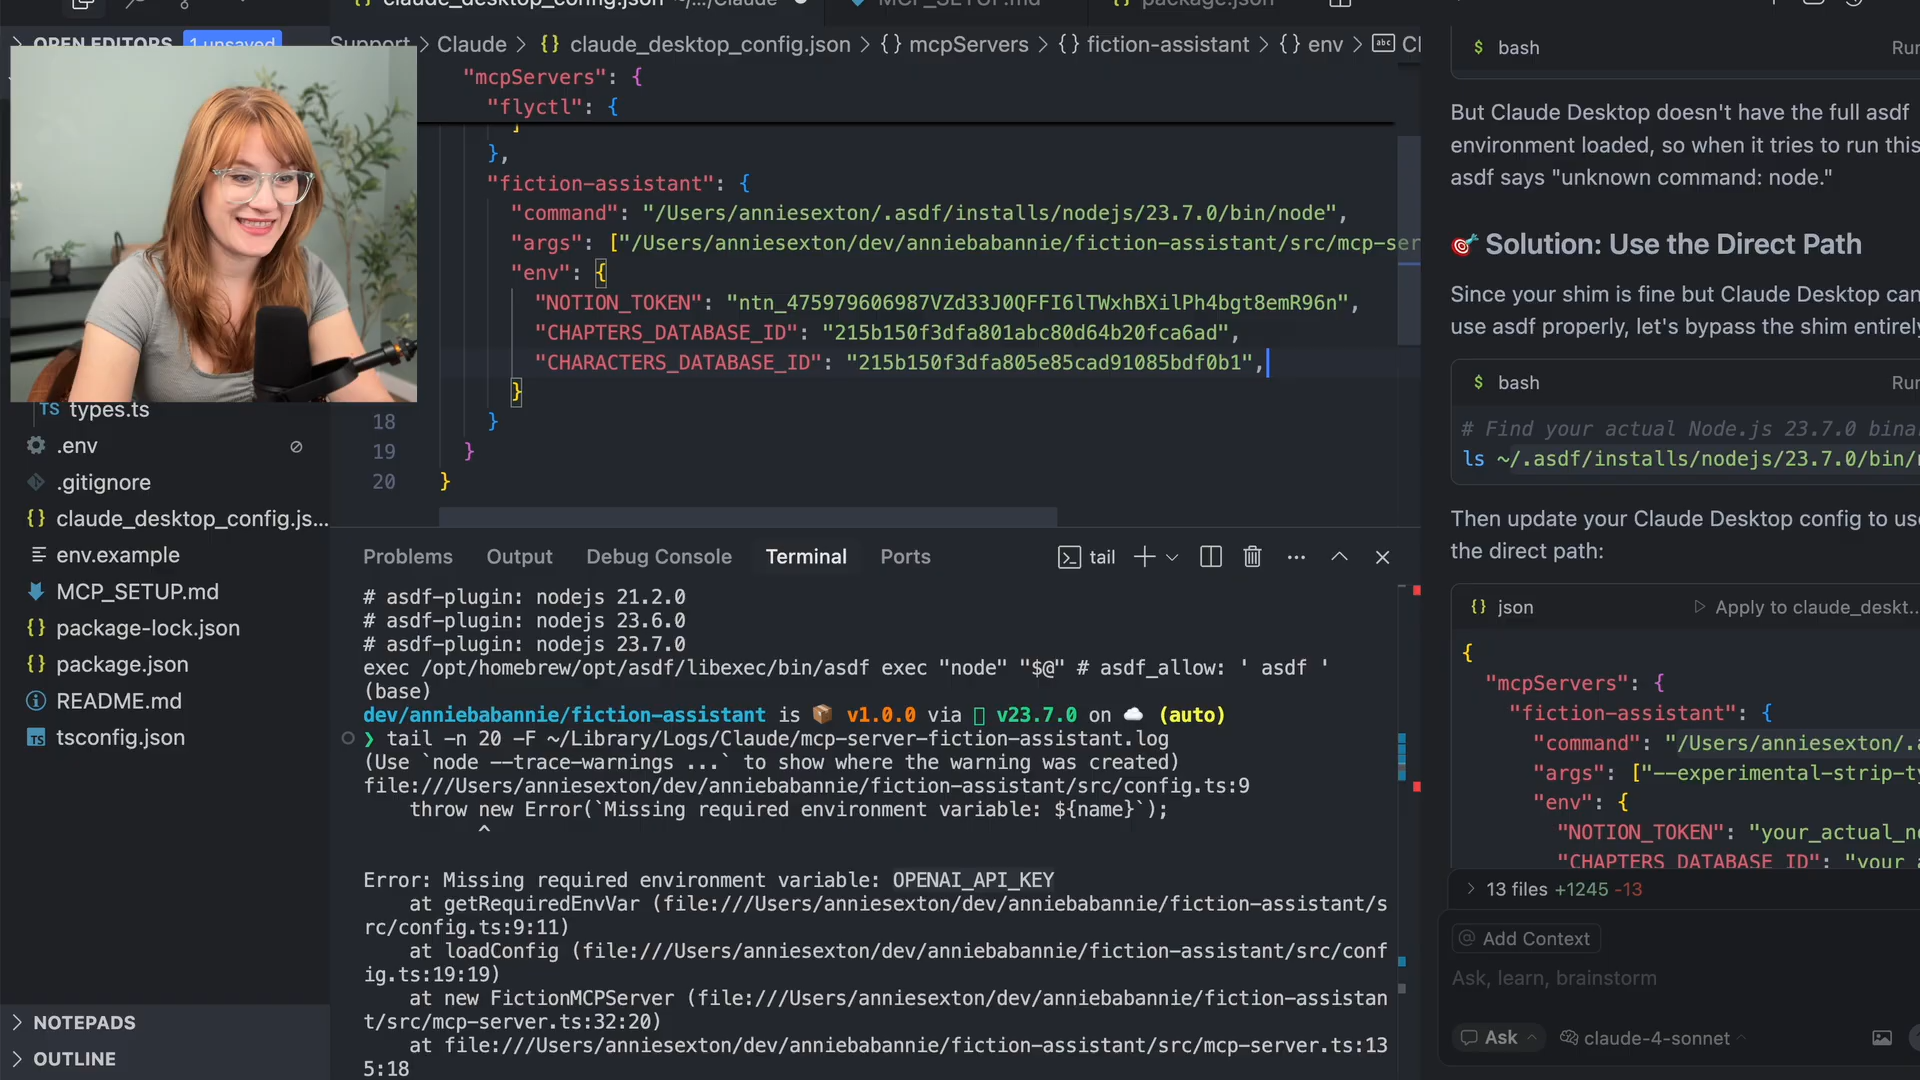 claude_desktop_config.json ~/.../Claude
MCP_SETUP.md
package.json
OPEN EDITORS
1 unsaved
Support > Claude > {} claude_desktop_config.json > {} mcpServers > {} fiction-assistant > {} env >
"mcpServers": {
"flyctl": {
]
},
"fiction-assistant": {
"command": "/Users/anniesexton/.asdf/installs/nodejs/23.7.0/bin/node",
"args": ["/Users/anniesexton/dev/anniebabannie/fiction-assistant/src/mcp-ser
"env": {
"NOTION_TOKEN": "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",
"CHAPTERS_DATABASE_ID": "215b150f3dfa801abc80d64b20fca6ad",
"CHARACTERS_DATABASE_ID": "215b150f3dfa805e85cad91085bdf0b1",
}
18 }
19 }
20 }
TS types.ts
.env
.gitignore
{} claude_desktop_config.js...
env.example
MCP_SETUP.md
{} package-lock.json
{} package.json
README.md
TS tsconfig.json
NOTEPADS
OUTLINE
Problems Output Debug Console Terminal Ports
tail
# asdf-plugin: nodejs 21.2.0
# asdf-plugin: nodejs 23.6.0
# asdf-plugin: nodejs 23.7.0
exec /opt/homebrew/opt/asdf/libexec/bin/asdf exec "node" "$@" # asdf_allow: ' asdf '
(base)
dev/anniebabannie/fiction-assistant is 📦 v1.0.0 via v23.7.0 on ☁️ (auto)
❯ tail -n 20 -F ~/Library/Logs/Claude/mcp-server-fiction-assistant.log
(Use `node --trace-warnings ...` to show where the warning was created)
file:///Users/anniesexton/dev/anniebabannie/fiction-assistant/src/config.ts:9
throw new Error(`Missing required environment variable: ${name}`);
^
Error: Missing required environment variable: OPENAI_API_KEY
at getRequiredEnvVar (file:///Users/anniesexton/dev/anniebabannie/fiction-assistant/s
rc/config.ts:9:11)
at loadConfig (file:///Users/anniesexton/dev/anniebabannie/fiction-assistant/src/conf
ig.ts:19:19)
at new FictionMCPServer (file:///Users/anniesexton/dev/anniebabannie/fiction-assistan
t/src/mcp-server.ts:32:20)
at file:///Users/anniesexton/dev/anniebabannie/fiction-assistant/src/mcp-server.ts:13
5:18
$ bash
But Claude Desktop doesn't have the full asdf
environment loaded, so when it tries to run this
asdf says "unknown command: node."
🎯 Solution: Use the Direct Path
Since your shim is fine but Claude Desktop can
use asdf properly, let's bypass the shim entirely
$ bash
# Find your actual Node.js 23.7.0 bina
ls ~/.asdf/installs/nodejs/23.7.0/bin/
Then update your Claude Desktop config to us
the direct path:
{} json
Apply to claude_deskt...
{
"mcpServers": {
"fiction-assistant": {
"command": "/Users/anniesexton/.
"args": ["--experimental-strip-ty
"env": {
"NOTION_TOKEN": "your_actual_n
"CHAPTERS_DATABASE_ID": "your
> 13 files +1245 -13
@ Add Context
Ask, learn, brainstorm
Ask
claude-4-sonnet